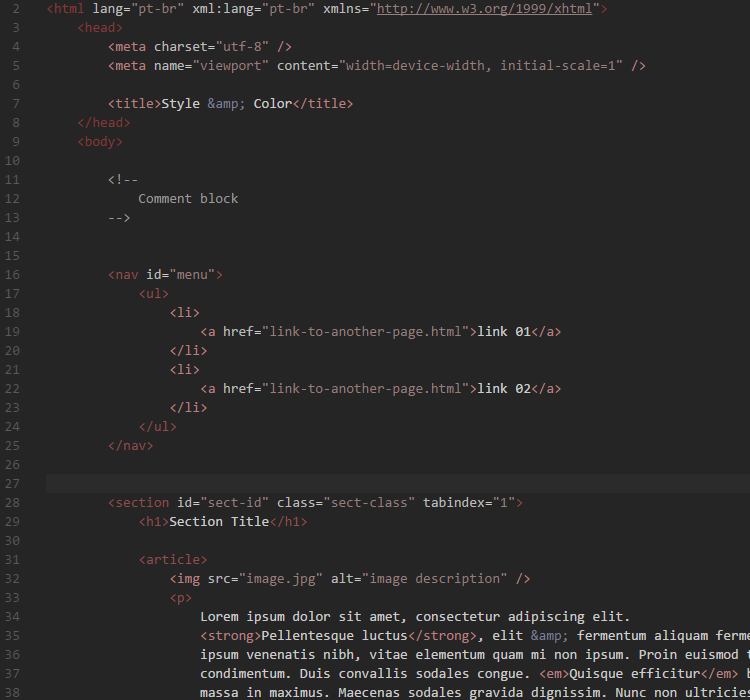 2 <html lang="pt-br" xml:lang="pt-br" xmlns="http://www.w3.org/1999/xhtml">
3 <head>
4 <meta charset="utf-8" />
5 <meta name="viewport" content="width=device-width, initial-scale=1" />
6
7 <title>Style &amp; Color</title>
8 </head>
9 <body>
10
11 <!--
12 Comment block
13 -->
14
15
16 <nav id="menu">
17 <ul>
18 <li>
19 <a href="link-to-another-page.html">link 01</a>
20 </li>
21 <li>
22 <a href="link-to-another-page.html">link 02</a>
23 </li>
24 </ul>
25 </nav>
26
27
28 <section id="sect-id" class="sect-class" tabindex="1">
29 <h1>Section Title</h1>
30
31 <article>
32 <img src="image.jpg" alt="image description" />
33 <p>
34 Lorem ipsum dolor sit amet, consectetur adipiscing elit.
35 <strong>Pellentesque luctus</strong>, elit &amp; fermentum aliquam ferme
36 ipsum venenatis nibh, vitae elementum quam mi non ipsum. Proin euismod
37 condimentum. Duis convallis sodales congue. <em>Quisque efficitur</em>
38 massa in maximus. Maecenas sodales gravida dignissim. Nunc non ultricies